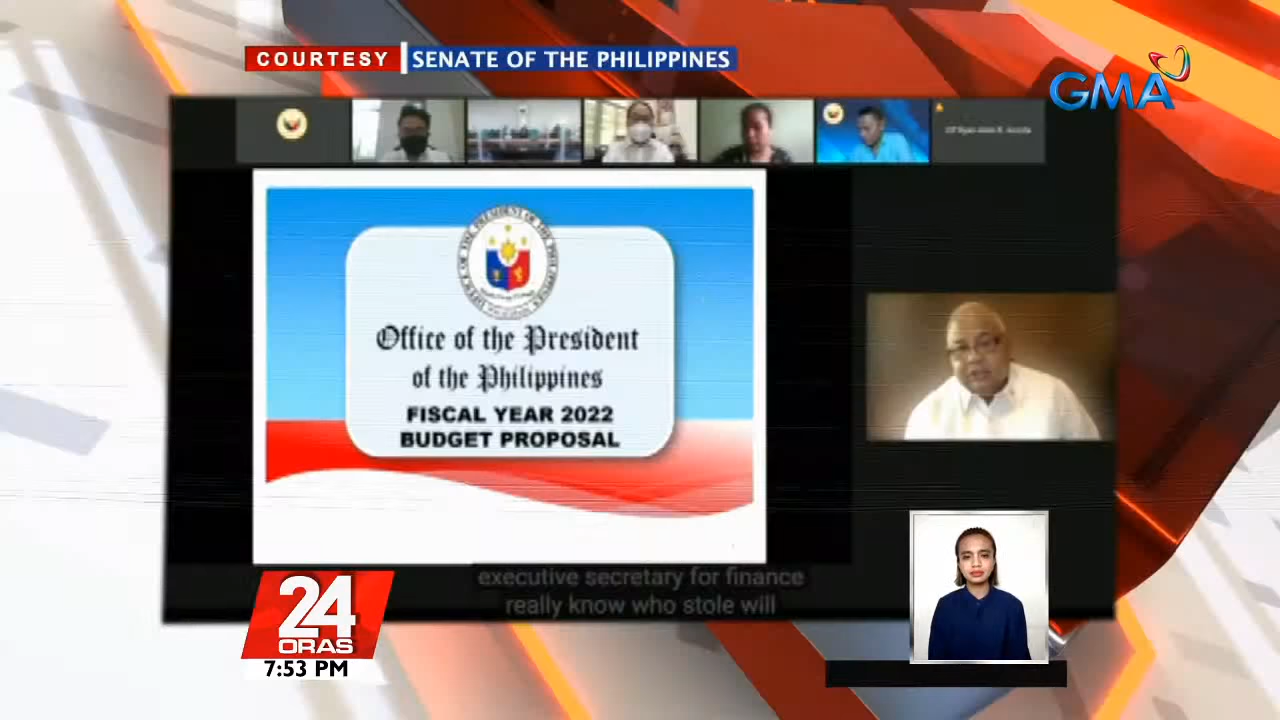 COURTESY SENATE OF THE PHILIPPINES
GMA
Office of the President
of the Philippines
FISCAL YEAR 2022
BUDGET PROPOSAL
executive secretary for finance
really know who stole will
24
ORAS
7:53 PM